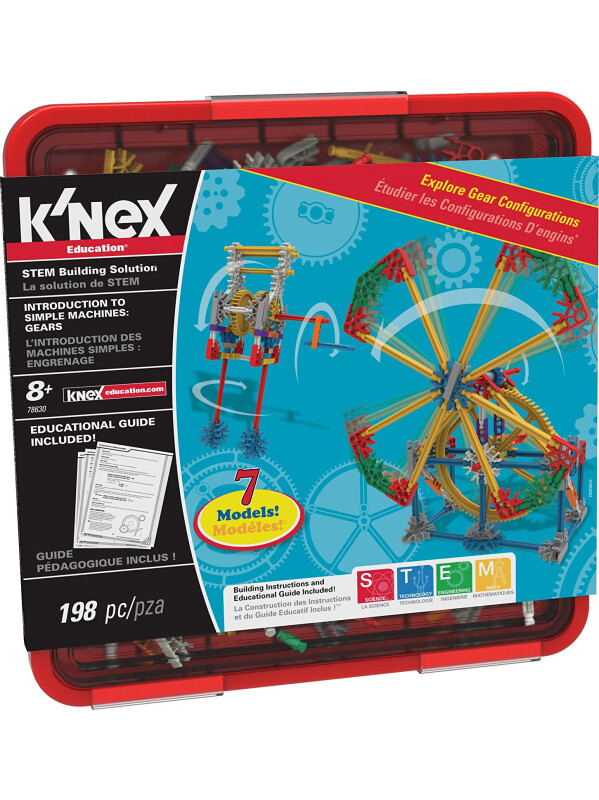 K'NEX
Education®
STEM Building Solution
La solution de STEM
INTRODUCTION TO
SIMPLE MACHINES:
GEARS
L'INTRODUCTION DES
MACHINES SIMPLES :
ENGRENAGE
8+
78630
K'NEX education.com
EDUCATIONAL GUIDE
INCLUDED!
GUIDE
PÉDAGOGIQUE INCLUS !
198 pc/pza
Explore Gear Configurations
Étudier les Configurations D'engins*
7
Models!
Modéles!*
Building Instructions and
Educational Guide Included!
La Construction des Instructions
et du Guide Educatif Inclus !**
S
SCIENCE
LA SCIENCE
T
TECHNOLOGY
TECHNOLOGIE
E
ENGINEERING
INGÉNIERIE
M
MATH
MATHÉMATIQUES